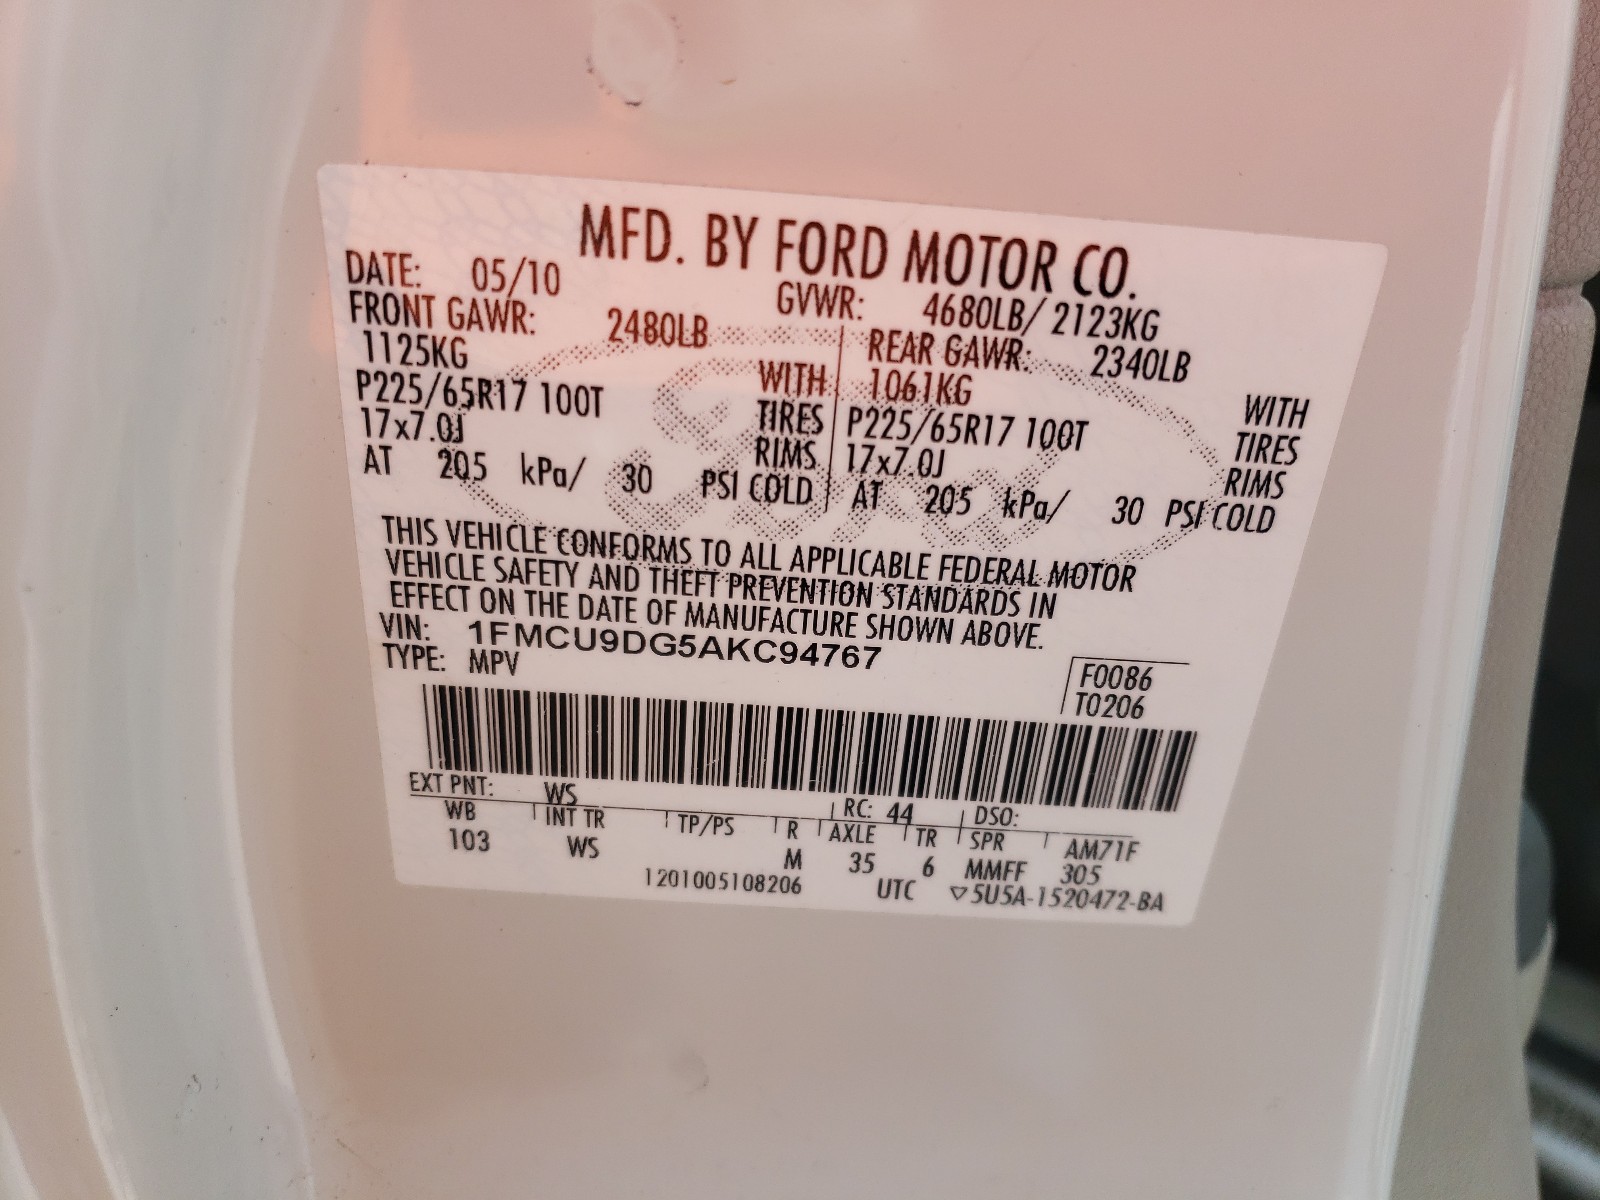 MFD. BY FORD MOTOR CO.
DATE: 05/10 GVWR: 4680LB/ 2123KG
FRONT GAWR: 2480LB REAR GAWR: 2340LB
1125KG WITH 1061KG WITH
P225/65R17 100T TIRES P225/65R17 100T TIRES
17x7.0J RIMS 17x7.0J RIMS
AT 205 kPa/ 30 PSI COLD AT 205 kPa/ 30 PSI COLD
THIS VEHICLE CONFORMS TO ALL APPLICABLE FEDERAL MOTOR
VEHICLE SAFETY AND THEFT PREVENTION STANDARDS IN
EFFECT ON THE DATE OF MANUFACTURE SHOWN ABOVE.
VIN: 1FMCU9DG5AKC94767
TYPE: MPV F0086
T0206
EXT PNT: WS RC: 44 DSO:
WB INT TR TP/PS R AXLE TR SPR AM71F
103 WS M 35 6 MMFF 305
1201005108206 UTC ▽5U5A-1520472-BA